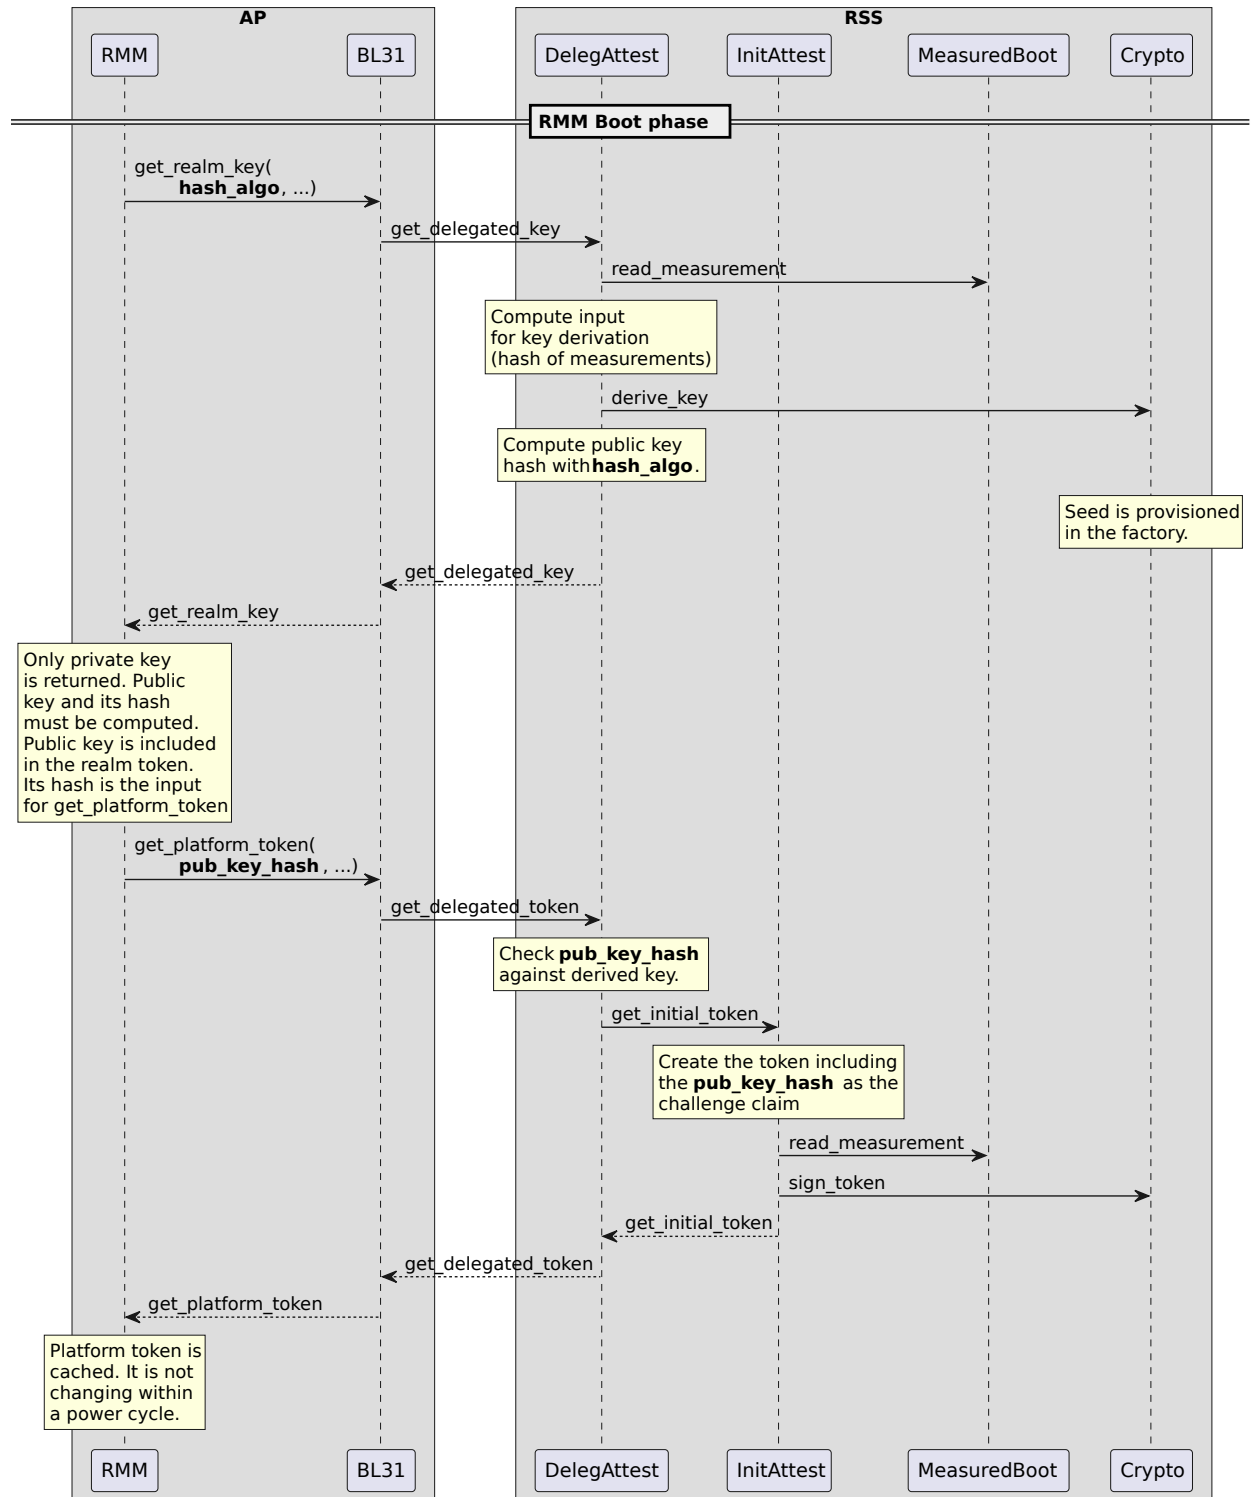 AP
RSS
RMM
BL31
DelegAttest
InitAttest
MeasuredBoot
Crypto
RMM Boot phase
get_realm_key(
hash_algo, ...)
get_delegated_key
read_measurement
Compute input
for key derivation
(hash of measurements)
derive_key
Compute public key
hash with hash_algo.
Seed is provisioned
in the factory.
get_delegated_key
get_realm_key
Only private key
is returned. Public
key and its hash
must be computed.
Public key is included
in the realm token.
Its hash is the input
for get_platform_token
get_platform_token(
pub_key_hash, ...)
get_delegated_token
Check pub_key_hash
against derived key.
get_initial_token
Create the token including
the pub_key_hash as the
challenge claim
read_measurement
sign_token
get_initial_token
get_delegated_token
get_platform_token
Platform token is
cached. It is not
changing within
a power cycle.
RMM
BL31
DelegAttest
InitAttest
MeasuredBoot
Crypto